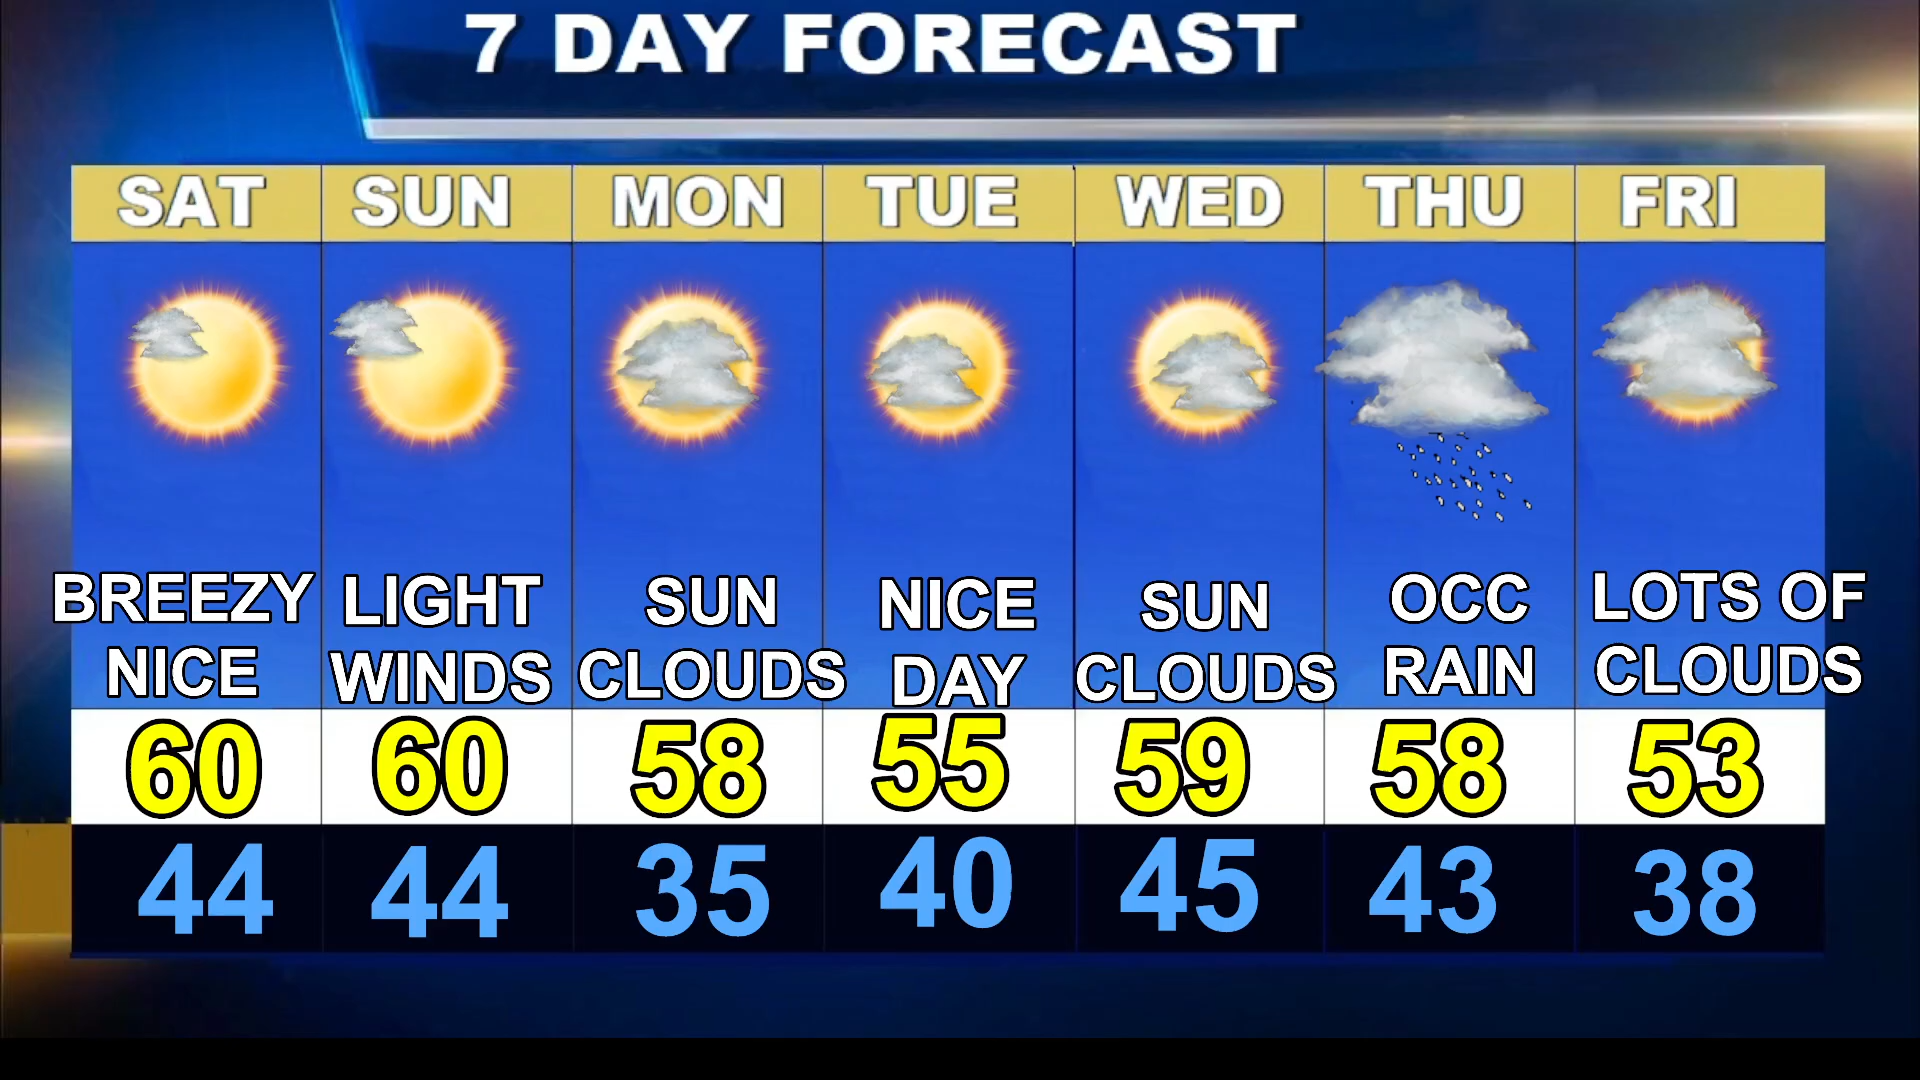 7 DAY FORECAST
SAT SUN MON TUE WED THU FRI
BREEZY LIGHT SUN NICE SUN OCC LOTS OF
NICE WINDS CLOUDS DAY CLOUDS RAIN CLOUDS
60 60 58 55 59 58 53
44 44 35 40 45 43 38